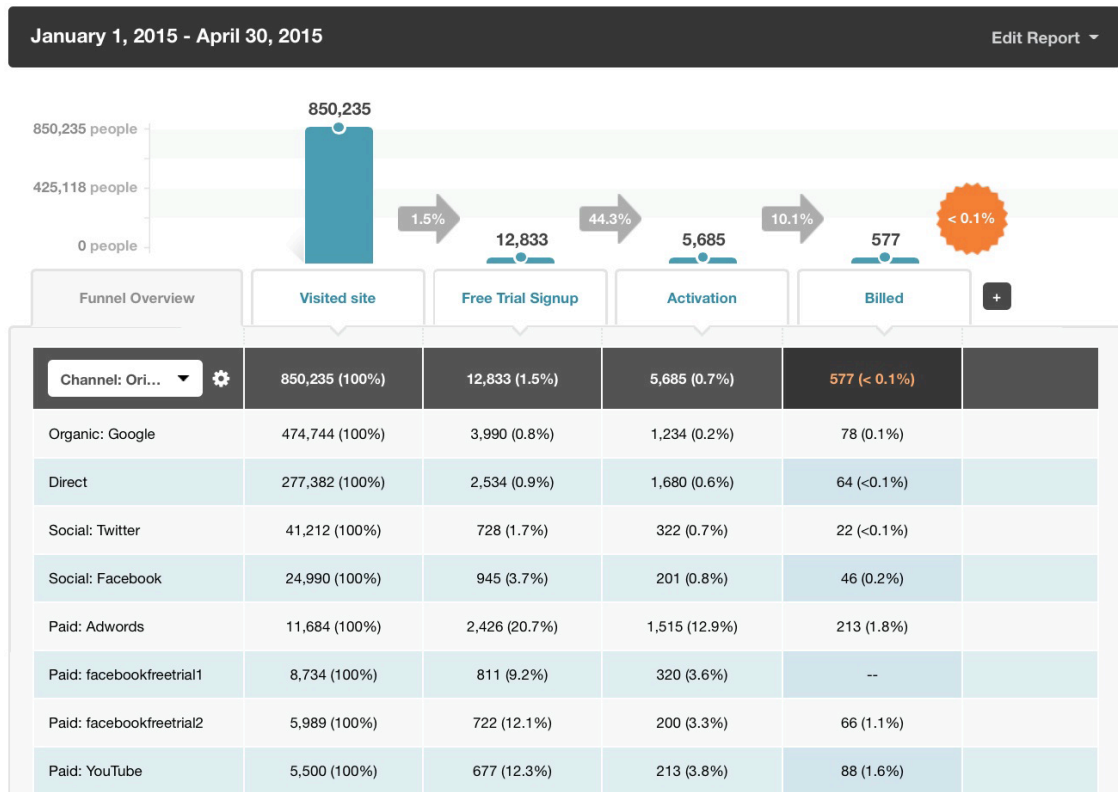 January 1, 2015 - April 30, 2015 Edit Report
850,235
850,235 people
425,118 people
1.5% 44.3% 10.1% < 0.1%
12,833 5,685 577
0 people
Funnel Overview Visited site Free Trial Signup Activation Billed +
Channel: Ori... 850,235 (100%) 12,833 (1.5%) 5,685 (0.7%) 577 (< 0.1%)
Organic: Google 474,744 (100%) 3,990 (0.8%) 1,234 (0.2%) 78 (0.1%)
Direct 277,382 (100%) 2,534 (0.9%) 1,680 (0.6%) 64 (<0.1%)
Social: Twitter 41,212 (100%) 728 (1.7%) 322 (0.7%) 22 (<0.1%)
Social: Facebook 24,990 (100%) 945 (3.7%) 201 (0.8%) 46 (0.2%)
Paid: Adwords 11,684 (100%) 2,426 (20.7%) 1,515 (12.9%) 213 (1.8%)
Paid: facebookfreetrial1 8,734 (100%) 811 (9.2%) 320 (3.6%) --
Paid: facebookfreetrial2 5,989 (100%) 722 (12.1%) 200 (3.3%) 66 (1.1%)
Paid: YouTube 5,500 (100%) 677 (12.3%) 213 (3.8%) 88 (1.6%)